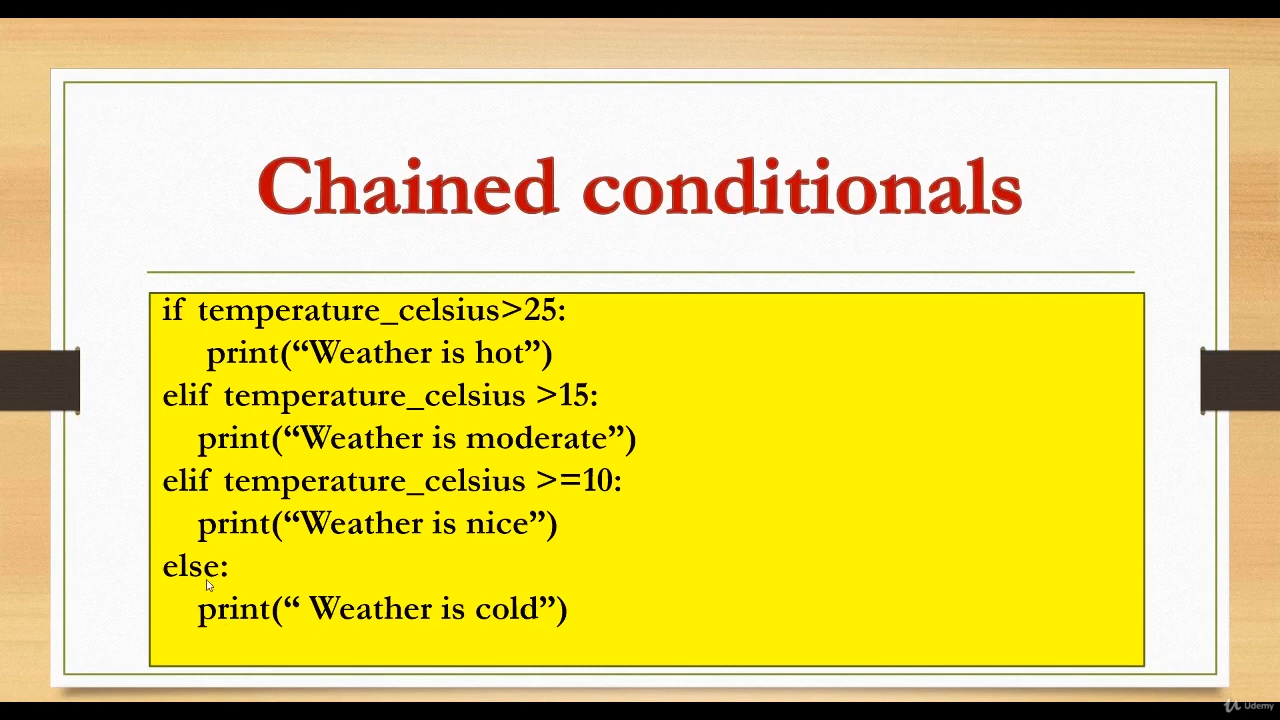 Chained conditionals
if temperature_celsius>25:
print(“Weather is hot”)
elif temperature_celsius >15:
print(“Weather is moderate”)
elif temperature_celsius >=10:
print(“Weather is nice”)
else:
print(“ Weather is cold”)
Udemy